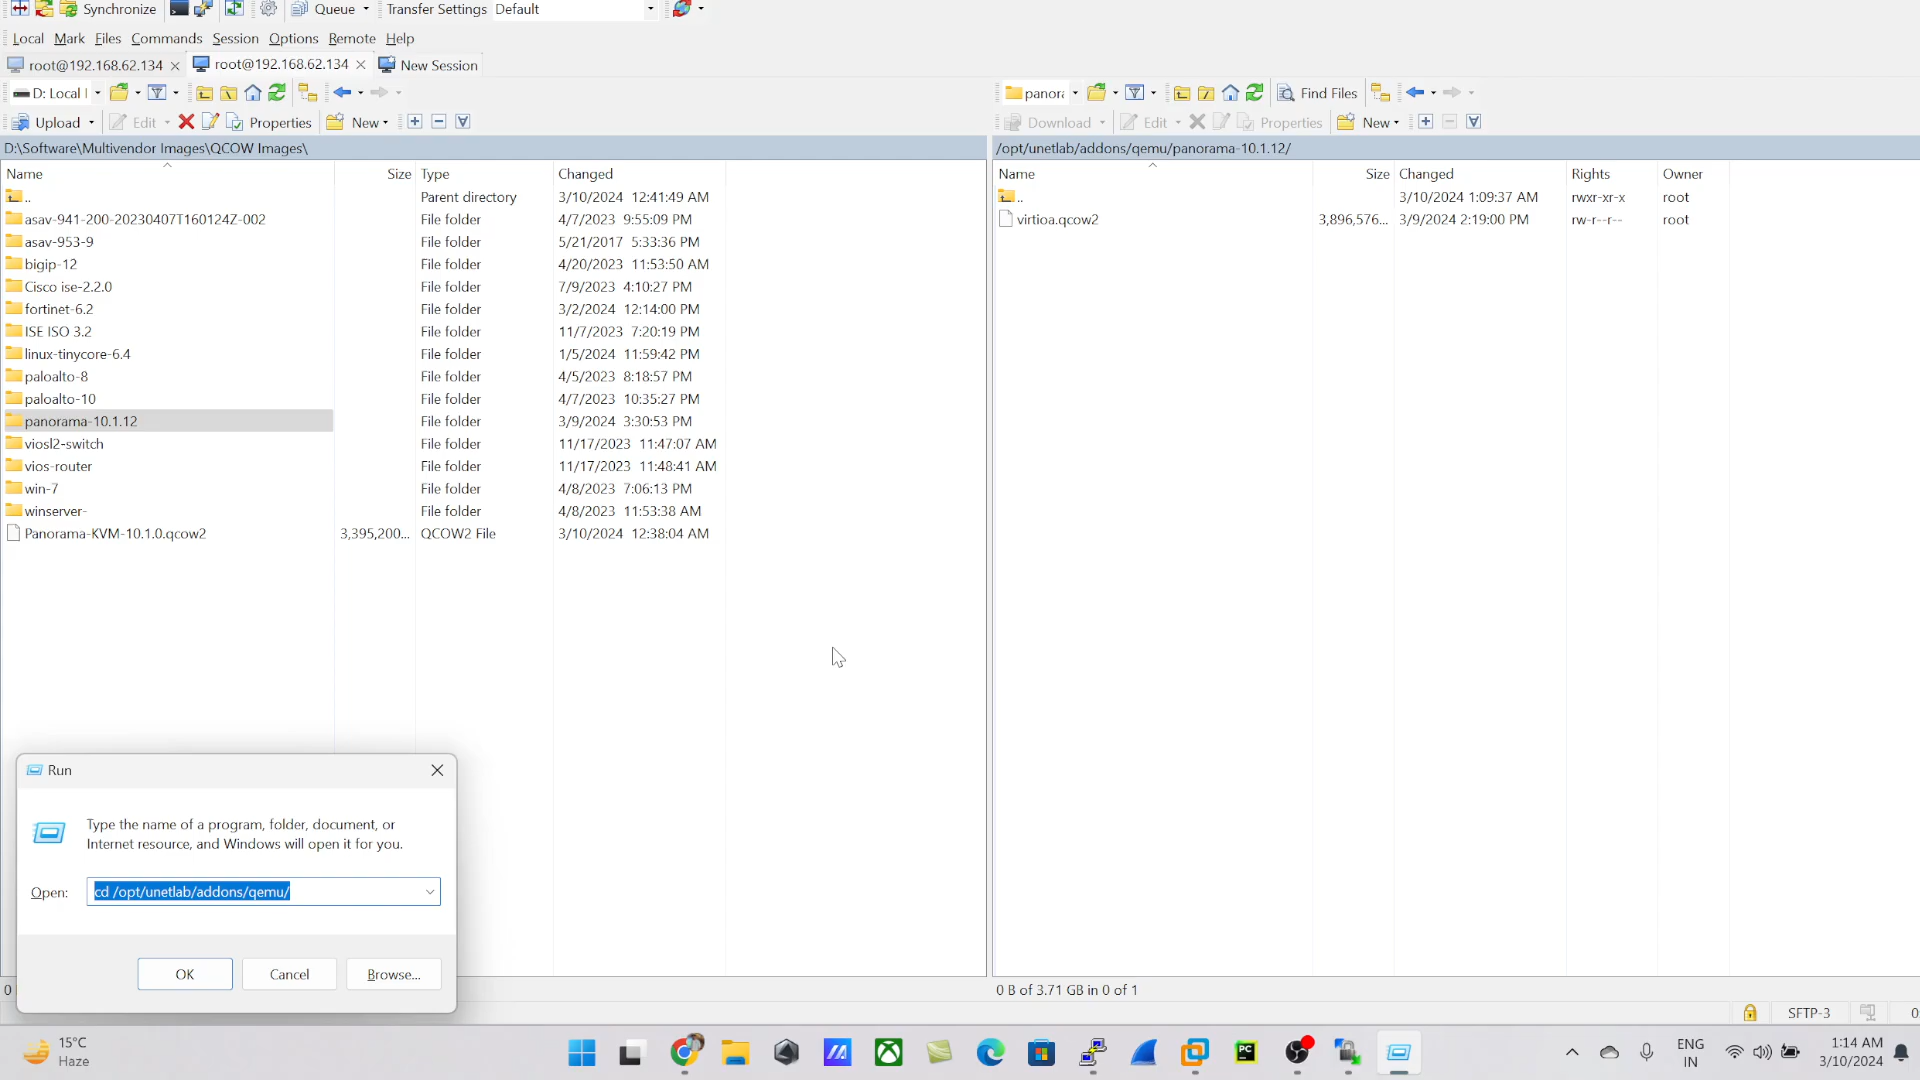 Synchronize Queue Transfer Settings Default
Local Mark Files Commands Session Options Remote Help
root@192.168.62.134 root@192.168.62.134 New Session
D: Local panora Find Files
Upload Edit Properties New Download Edit Properties New
D:\Software\Multivendor Images\QCOW Images\ /opt/unetlab/addons/qemu/panorama-10.1.12/
Name Size Type Changed Name Size Changed Rights Owner
.. Parent directory 3/10/2024 12:41:49 AM .. 3/10/2024 1:09:37 AM rwxr-xr-x root
asav-941-200-20230407T160124Z-002 File folder 4/7/2023 9:55:09 PM virtioa.qcow2 3,896,576... 3/9/2024 2:19:00 PM rw-r--r-- root
asav-953-9 File folder 5/21/2017 5:33:36 PM
bigip-12 File folder 4/20/2023 11:53:50 AM
Cisco ise-2.2.0 File folder 7/9/2023 4:10:27 PM
fortinet-6.2 File folder 3/2/2024 12:14:00 PM
ISE ISO 3.2 File folder 11/7/2023 7:20:19 PM
linux-tinycore-6.4 File folder 1/5/2024 11:59:42 PM
paloalto-8 File folder 4/5/2023 8:18:57 PM
paloalto-10 File folder 4/7/2023 10:35:27 PM
panorama-10.1.12 File folder 3/9/2024 3:30:53 PM
viosl2-switch File folder 11/17/2023 11:47:07 AM
vios-router File folder 11/17/2023 11:48:41 AM
win-7 File folder 4/8/2023 7:06:13 PM
winserver- File folder 4/8/2023 11:53:38 AM
Panorama-KVM-10.1.0.qcow2 3,395,200... QCOW2 File 3/10/2024 12:38:04 AM
Run
Type the name of a program, folder, document, or
Internet resource, and Windows will open it for you.
Open: cd /opt/unetlab/addons/qemu/
OK Cancel Browse...
0 0 B of 3.71 GB in 0 of 1
SFTP-3 0
15°C
Haze
PC
ENG
IN
1:14 AM
3/10/2024